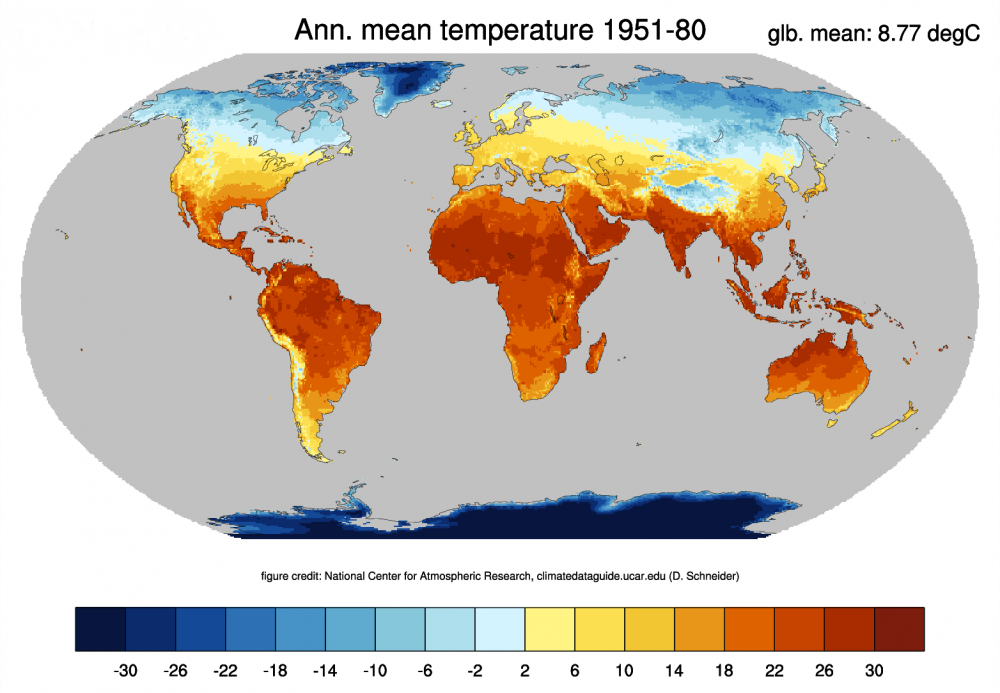 Ann. mean temperature 1951-80
glb. mean: 8.77 degC
figure credit: National Center for Atmospheric Research, climatedataguide.ucar.edu (D. Schneider)
-30 -26 -22 -18 -14 -10 -6 -2 2 6 10 14 18 22 26 30